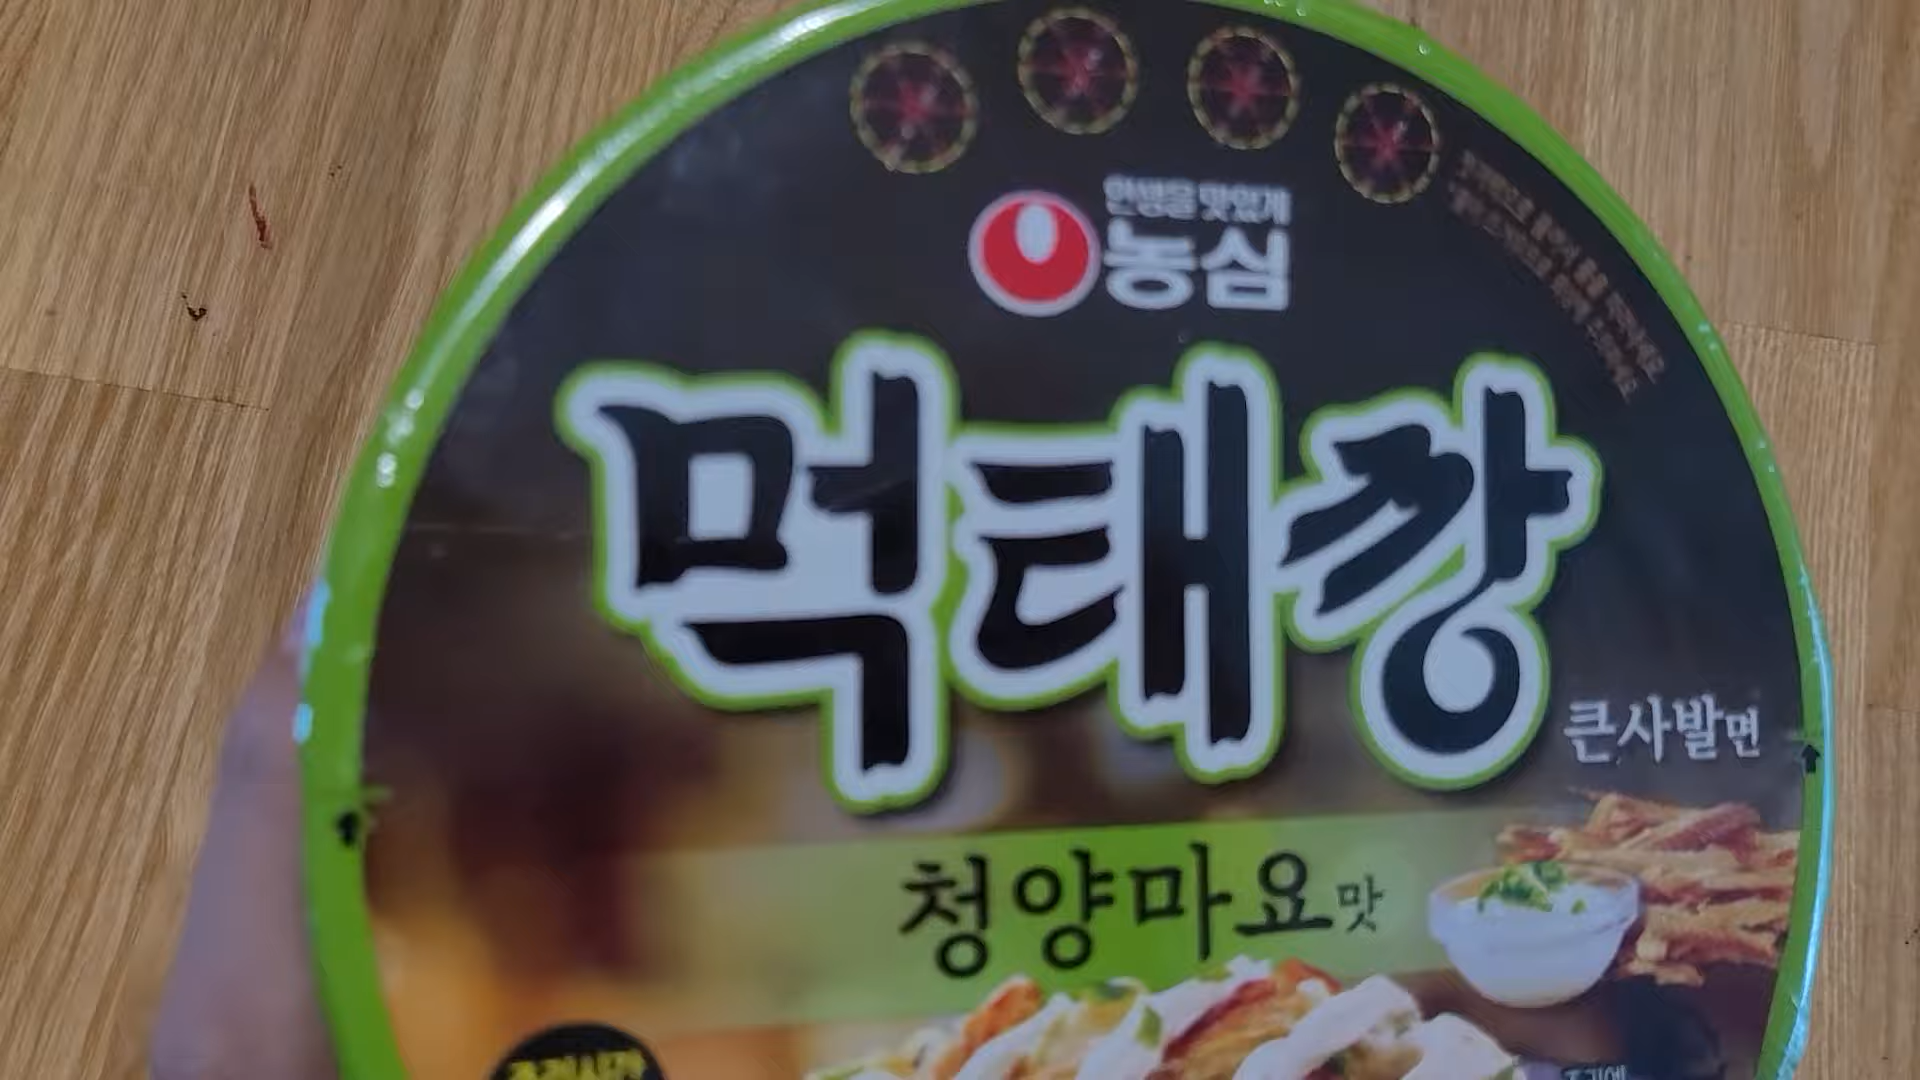 인생을 맛있게
농심
먹태깡
큰사발면
청양마요맛